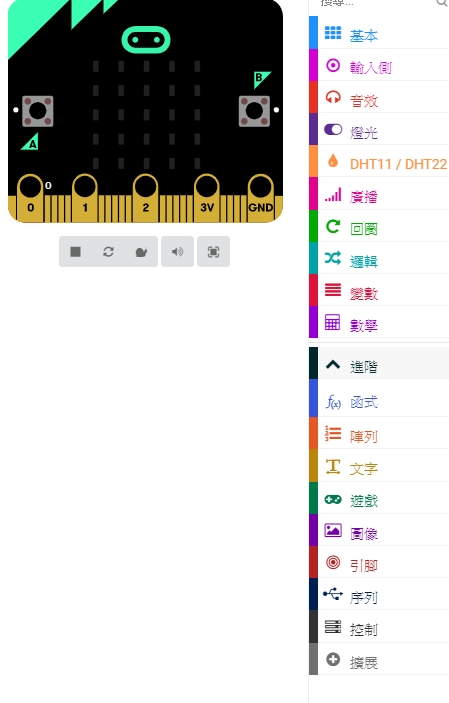 搜尋...
B
A
0
0
1
2
3V
GND
基本
輸入側
音效
燈光
DHT11 / DHT22
廣播
回圈
邏輯
變數
數學
進階
函式
陣列
文字
遊戲
圖像
引腳
序列
控制
擴展